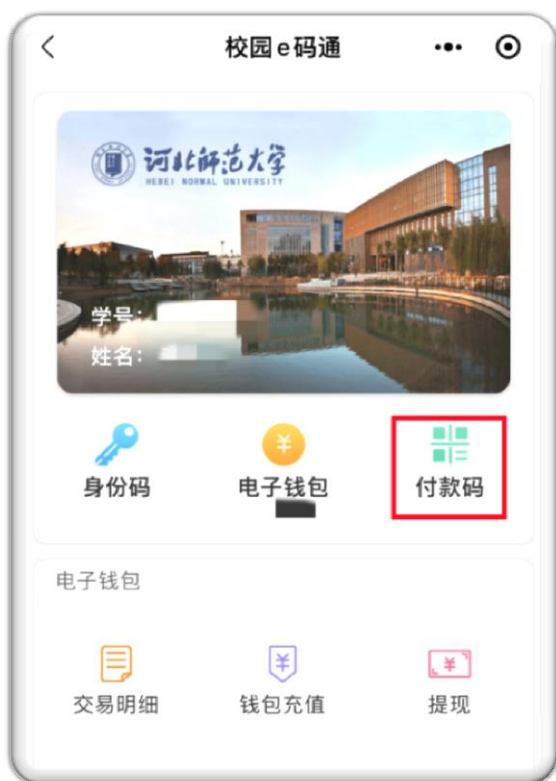 校园e码通
河北师范大学
HEBEI NORMAL UNIVERSITY
学号：
姓名：
身份码
电子钱包
付款码
电子钱包
交易明细
钱包充值
提现